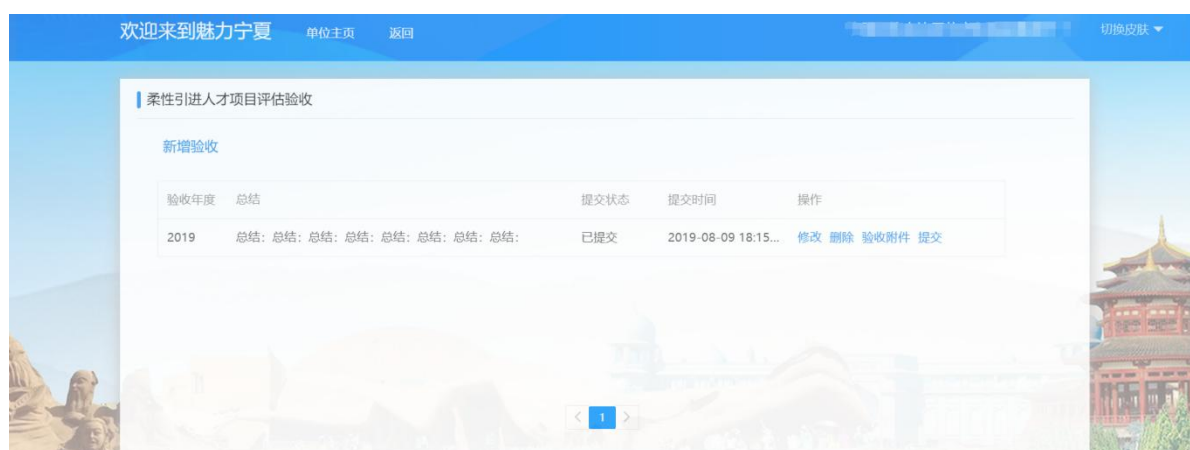 欢迎来到魅力宁夏 单位主页 返回 切换皮肤
柔性引进人才项目评估验收
新增验收
验收年度 总结 提交状态 提交时间 操作
2019 总结: 总结: 总结: 总结: 总结: 总结: 总结: 总结: 已提交 2019-08-09 18:15... 修改 删除 验收附件 提交
< 1 >